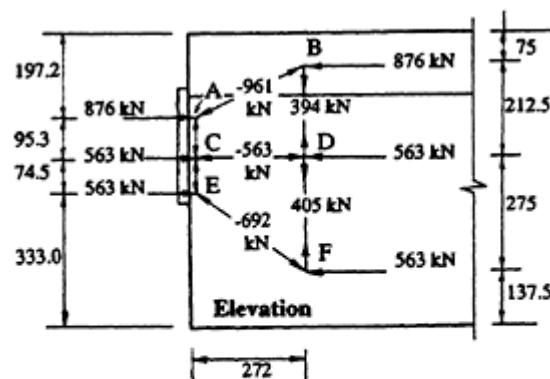 B
75
197.2
876 kN
-961
kN
A
394 kN
876 kN
212.5
95.3
C
D
563 kN
-563
kN
563 kN
74.5
E
563 kN
405 kN
275
-692
kN
F
333.0
563 kN
137.5
Elevation
272